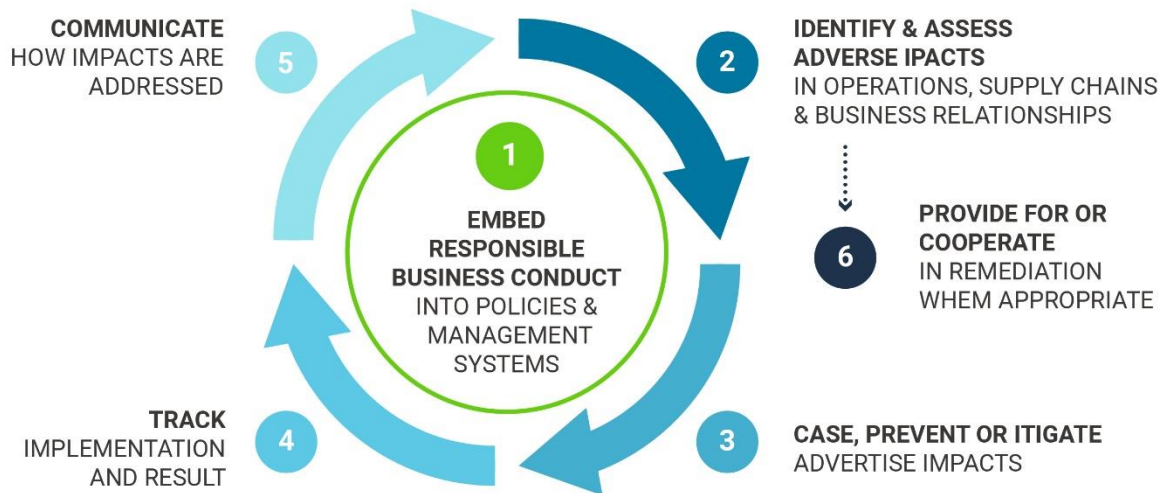 1
EMBED
RESPONSIBLE
BUSINESS CONDUCT
INTO POLICIES &
MANAGEMENT
SYSTEMS
2
IDENTIFY & ASSESS
ADVERSE IPACTS
IN OPERATIONS, SUPPLY CHAINS
& BUSINESS RELATIONSHIPS
3
CASE, PREVENT OR ITIGATE
ADVERTISE IMPACTS
4
TRACK
IMPLEMENTATION
AND RESULT
5
COMMUNICATE
HOW IMPACTS ARE
ADDRESSED
6
PROVIDE FOR OR
COOPERATE
IN REMEDIATION
WHEM APPROPRIATE